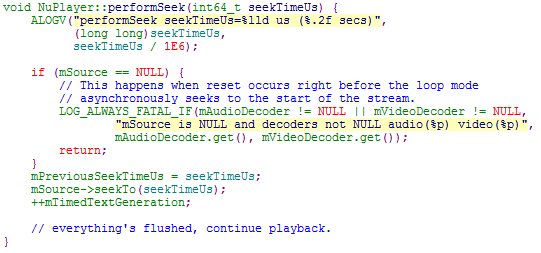 void NuPlayer::performSeek(int64_t seekTimeUs) {
    ALOGV("performSeek seekTimeUs=%lld us (%.2f secs)",
          (long long)seekTimeUs,
          seekTimeUs / 1E6);

    if (mSource == NULL) {
        // This happens when reset occurs right before the loop mode
        // asynchronously seeks to the start of the stream.
        LOG_ALWAYS_FATAL_IF(mAudioDecoder != NULL || mVideoDecoder != NULL,
                "mSource is NULL and decoders not NULL audio(%p) video(%p)",
                mAudioDecoder.get(), mVideoDecoder.get());
        return;
    }
    mPreviousSeekTimeUs = seekTimeUs;
    mSource->seekTo(seekTimeUs);
    ++mTimedTextGeneration;

    // everything's flushed, continue playback.
}